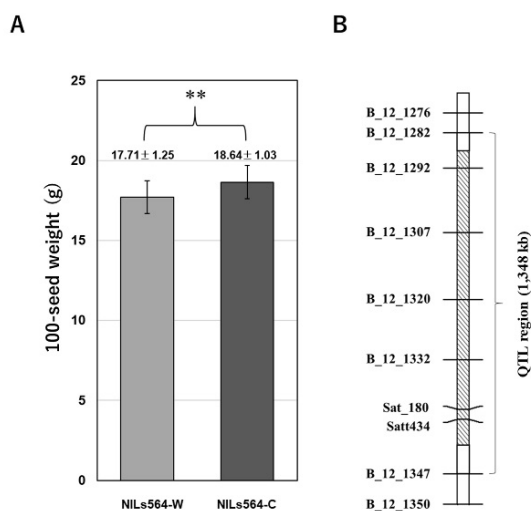 A
B
100-seed weight (g)
25
20
15
10
5
0
**
17.71± 1.25
18.64± 1.03
NILs564-W
NILs564-C
B_12_1276
B_12_1282
B_12_1292
B_12_1307
B_12_1320
B_12_1332
Sat_180
Satt434
B_12_1347
B_12_1350
QTL region (1,348 kb)